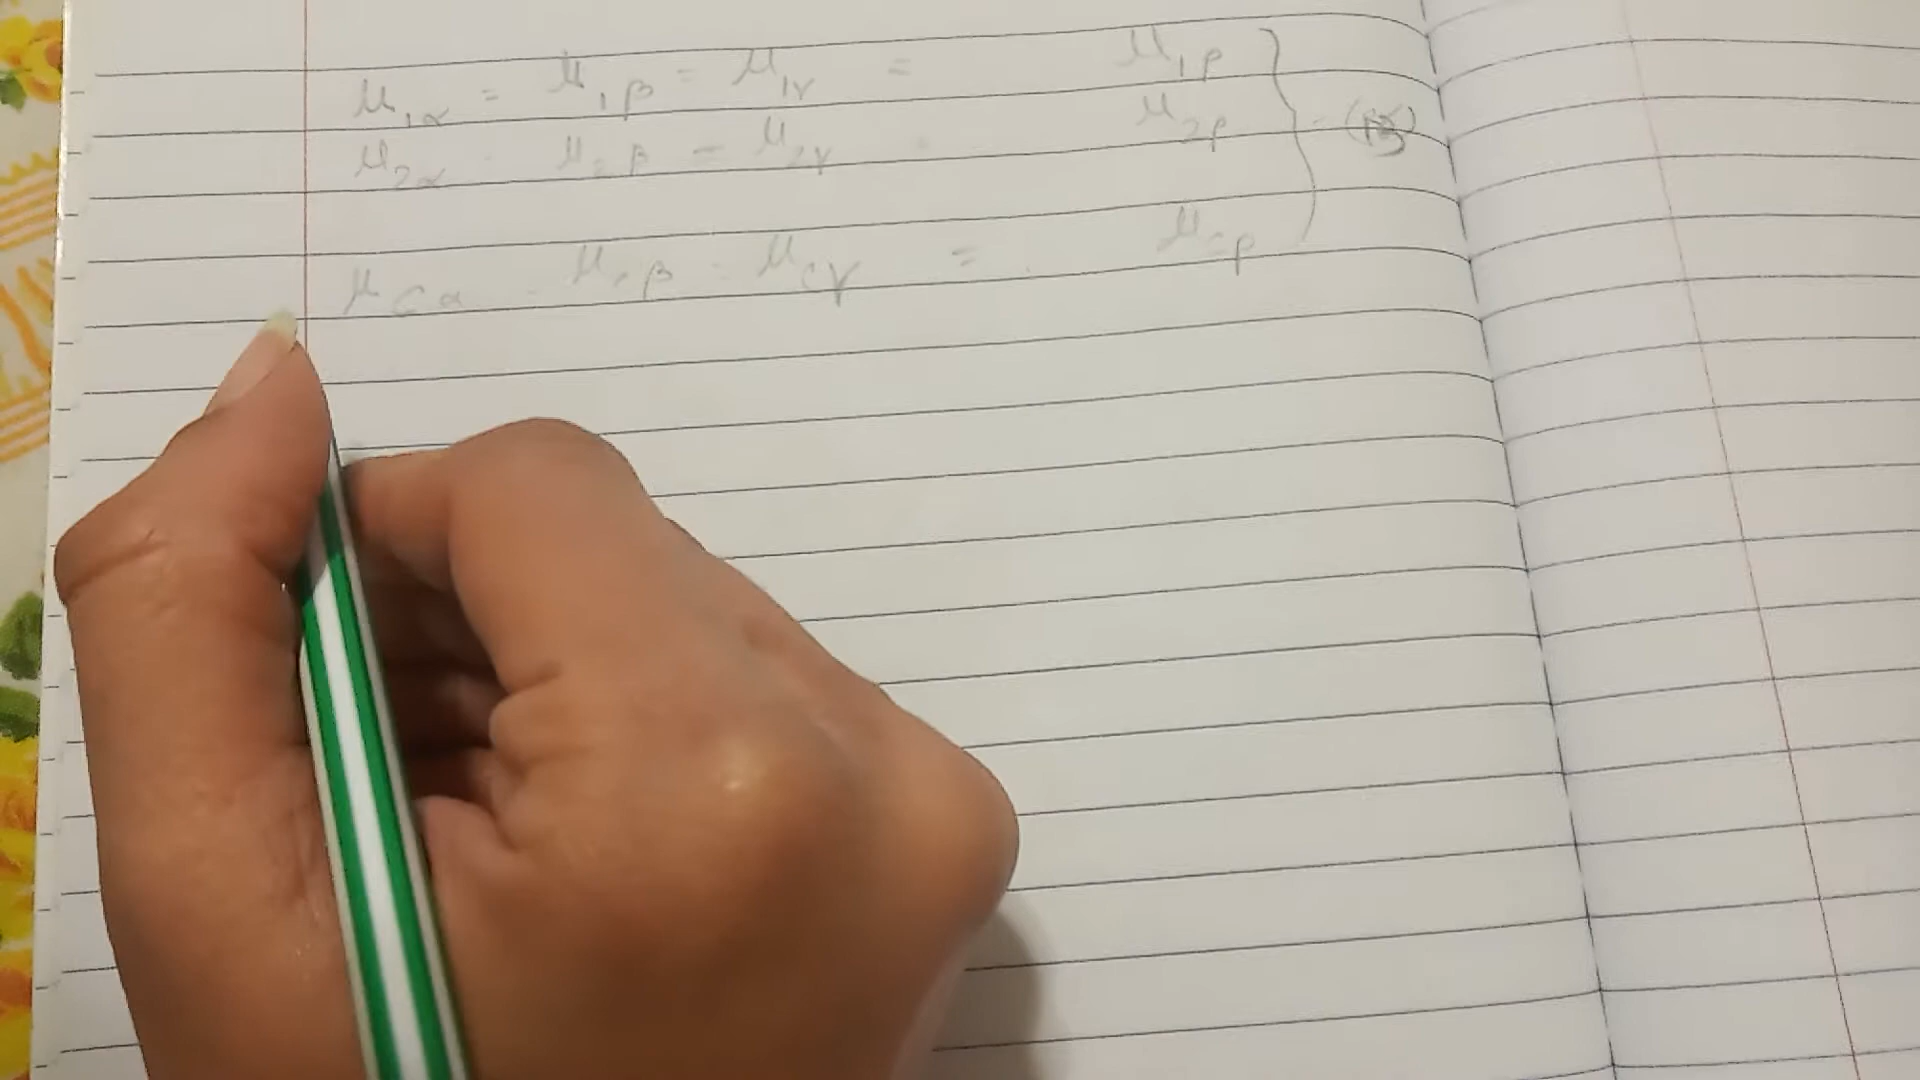 μ1α = μ1β = μ1γ = μ1P
μ2α = μ2β = μ2γ μ2P
μCα = μCβ = μCγ = μCP